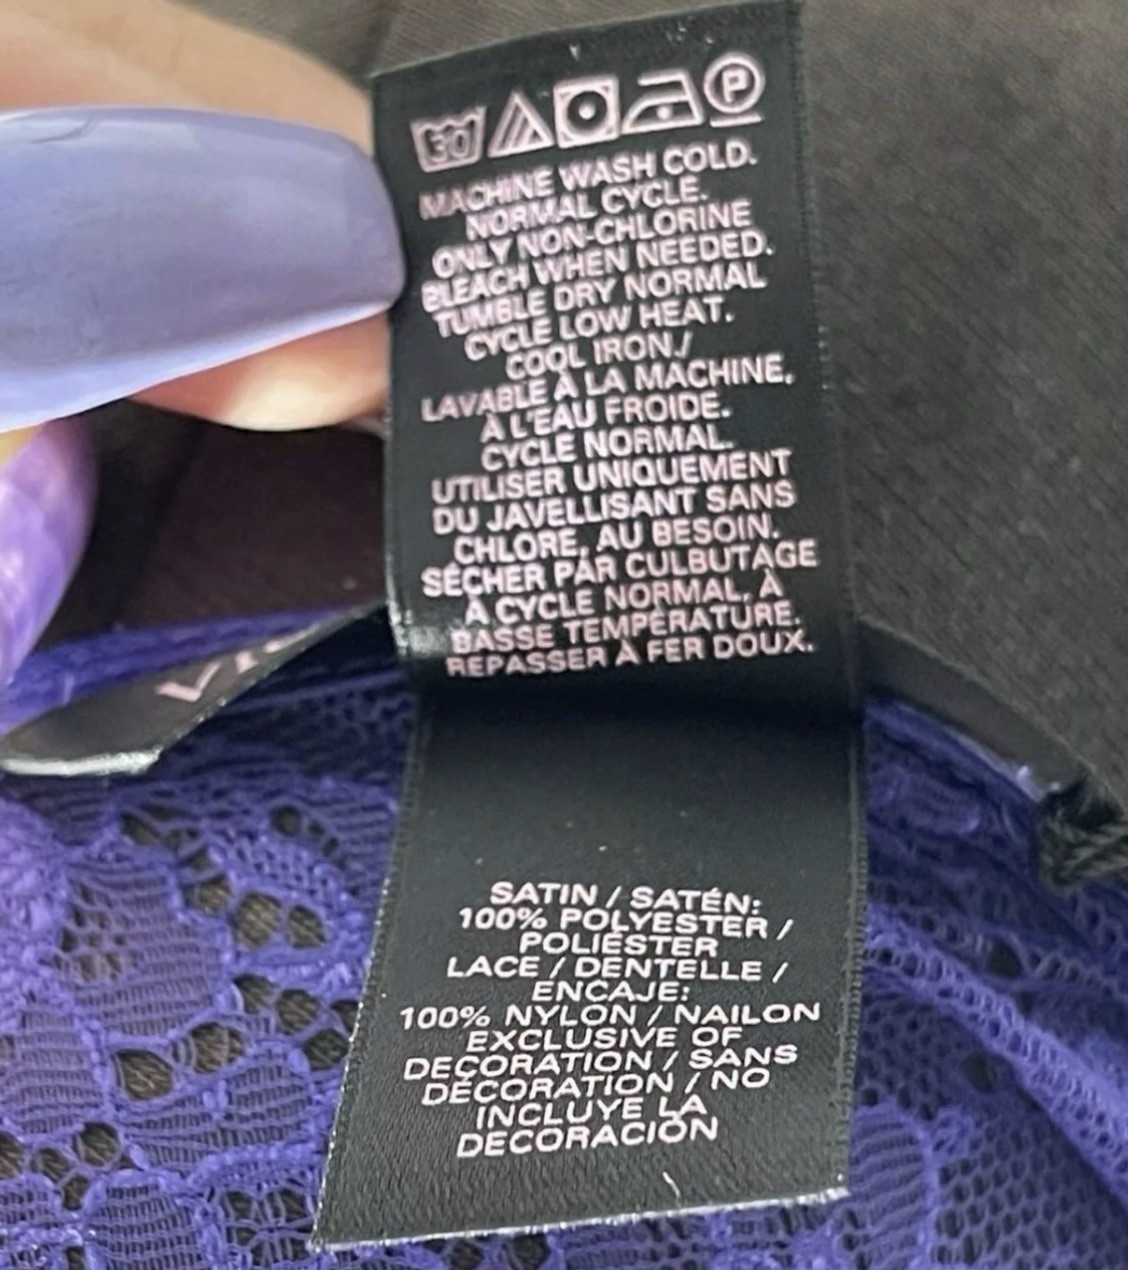 30
P
MACHINE WASH COLD.
NORMAL CYCLE.
ONLY NON-CHLORINE
BLEACH WHEN NEEDED.
TUMBLE DRY NORMAL
CYCLE LOW HEAT.
COOL IRON./
LAVABLE À LA MACHINE,
À L'EAU FROIDE.
CYCLE NORMAL.
UTILISER UNIQUEMENT
DU JAVELLISANT SANS
CHLORE, AU BESOIN.
SÉCHER PAR CULBUTAGE
À CYCLE NORMAL, À
BASSE TEMPÉRATURE.
REPASSER À FER DOUX.
SATIN / SATÉN:
100% POLYESTER /
POLIÉSTER
LACE / DENTELLE /
ENCAJE:
100% NYLON / NAILON
EXCLUSIVE OF
DECORATION / SANS
DÉCORATION / NO
INCLUYE LA
DECORACIÓN